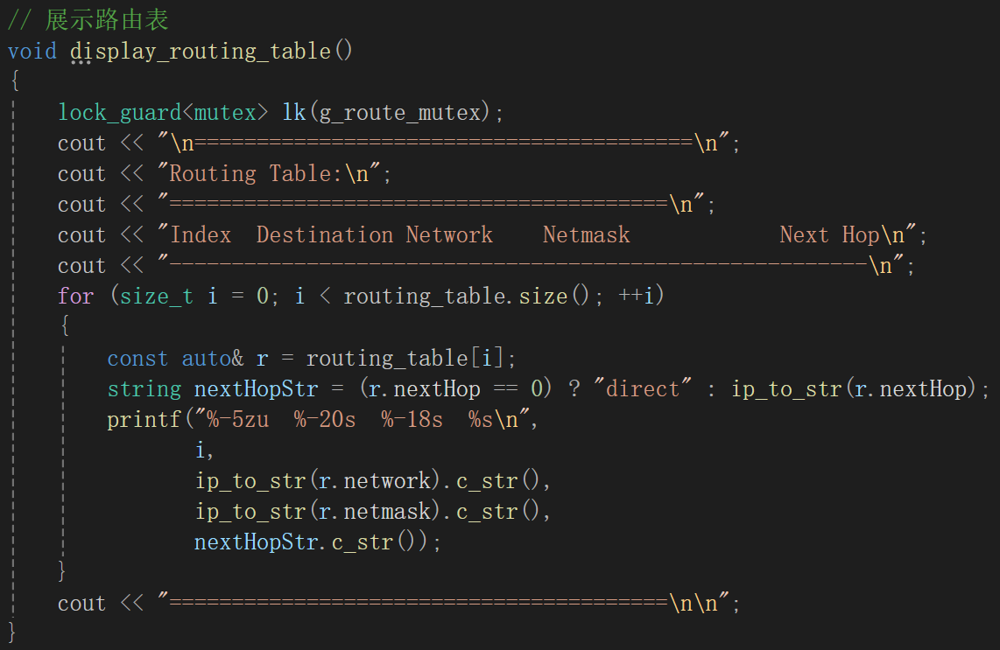 // 展示路由表
void display_routing_table()
{
    lock_guard<mutex> lk(g_route_mutex);
    cout << "\n========================================\n";
    cout << "Routing Table:\n";
    cout << "========================================\n";
    cout << "Index  Destination Network    Netmask            Next Hop\n";
    cout << "--------------------------------------------------------\n";
    for (size_t i = 0; i < routing_table.size(); ++i)
    {
        const auto& r = routing_table[i];
        string nextHopStr = (r.nextHop == 0) ? "direct" : ip_to_str(r.nextHop);
        printf("%-5zu  %-20s  %-18s  %s\n",
               i,
               ip_to_str(r.network).c_str(),
               ip_to_str(r.netmask).c_str(),
               nextHopStr.c_str());
    }
    cout << "========================================\n\n";
}